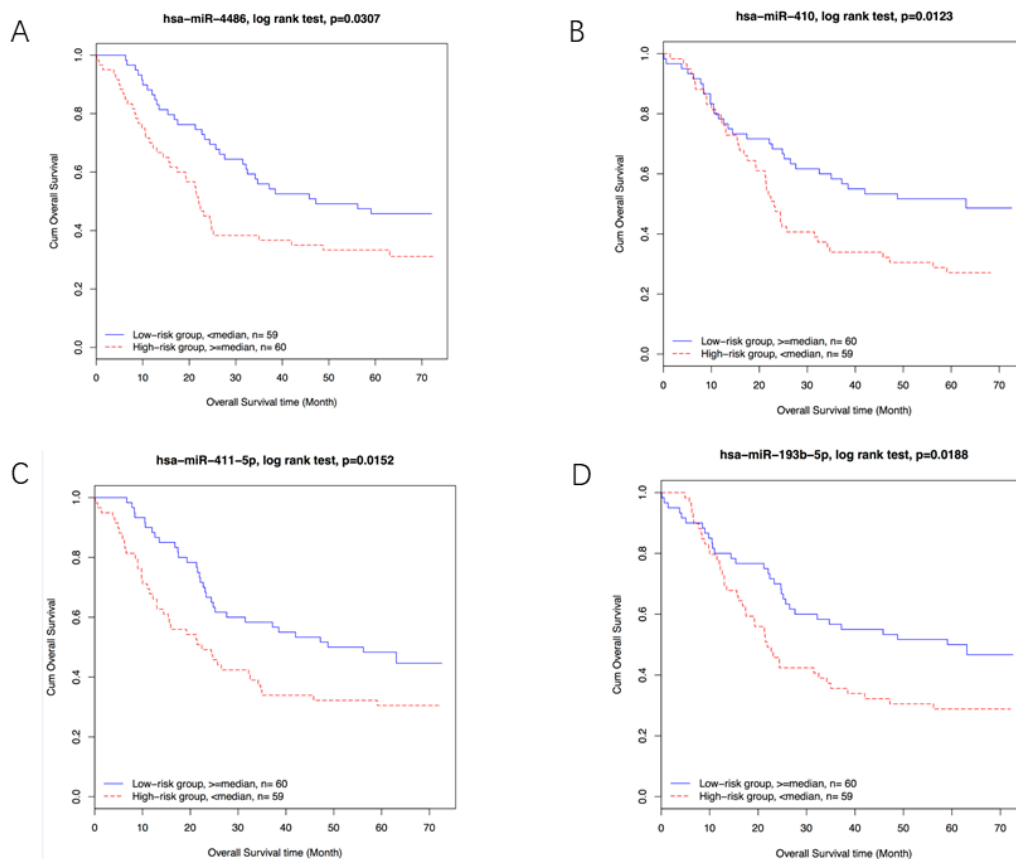 A
hsa−miR−4486, log rank test, p=0.0307
Cum Overall Survival
1.0
0.8
0.6
0.4
0.2
0.0
Low−risk group, <median, n= 59
High−risk group, >=median, n= 60
0 10 20 30 40 50 60 70
Overall Survival time (Month)
B
hsa−miR−410, log rank test, p=0.0123
Cum Overall Survival
1.0
0.8
0.6
0.4
0.2
0.0
Low−risk group, >=median, n= 60
High−risk group, <median, n= 59
0 10 20 30 40 50 60 70
Overall Survival time (Month)
C
hsa−miR−411−5p, log rank test, p=0.0152
Cum Overall Survival
1.0
0.8
0.6
0.4
0.2
0.0
Low−risk group, >=median, n= 60
High−risk group, <median, n= 59
0 10 20 30 40 50 60 70
Overall Survival time (Month)
D
hsa−miR−193b−5p, log rank test, p=0.0188
Cum Overall Survival
1.0
0.8
0.6
0.4
0.2
0.0
Low−risk group, >=median, n= 60
High−risk group, <median, n= 59
0 10 20 30 40 50 60 70
Overall Survival time (Month)